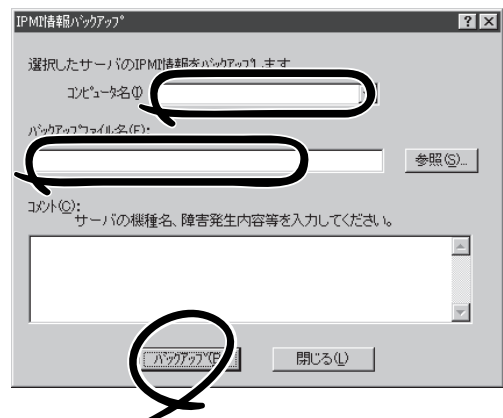 IPMI情報バックアップ
選択したサーバのIPMI情報をバックアップします
コンピュータ名(I)
バックアップファイル名(F):
参照(S)...
コメント(C):
サーバの機種名、障害発生内容等を入力してください。
バックアップ(P)
閉じる(L)